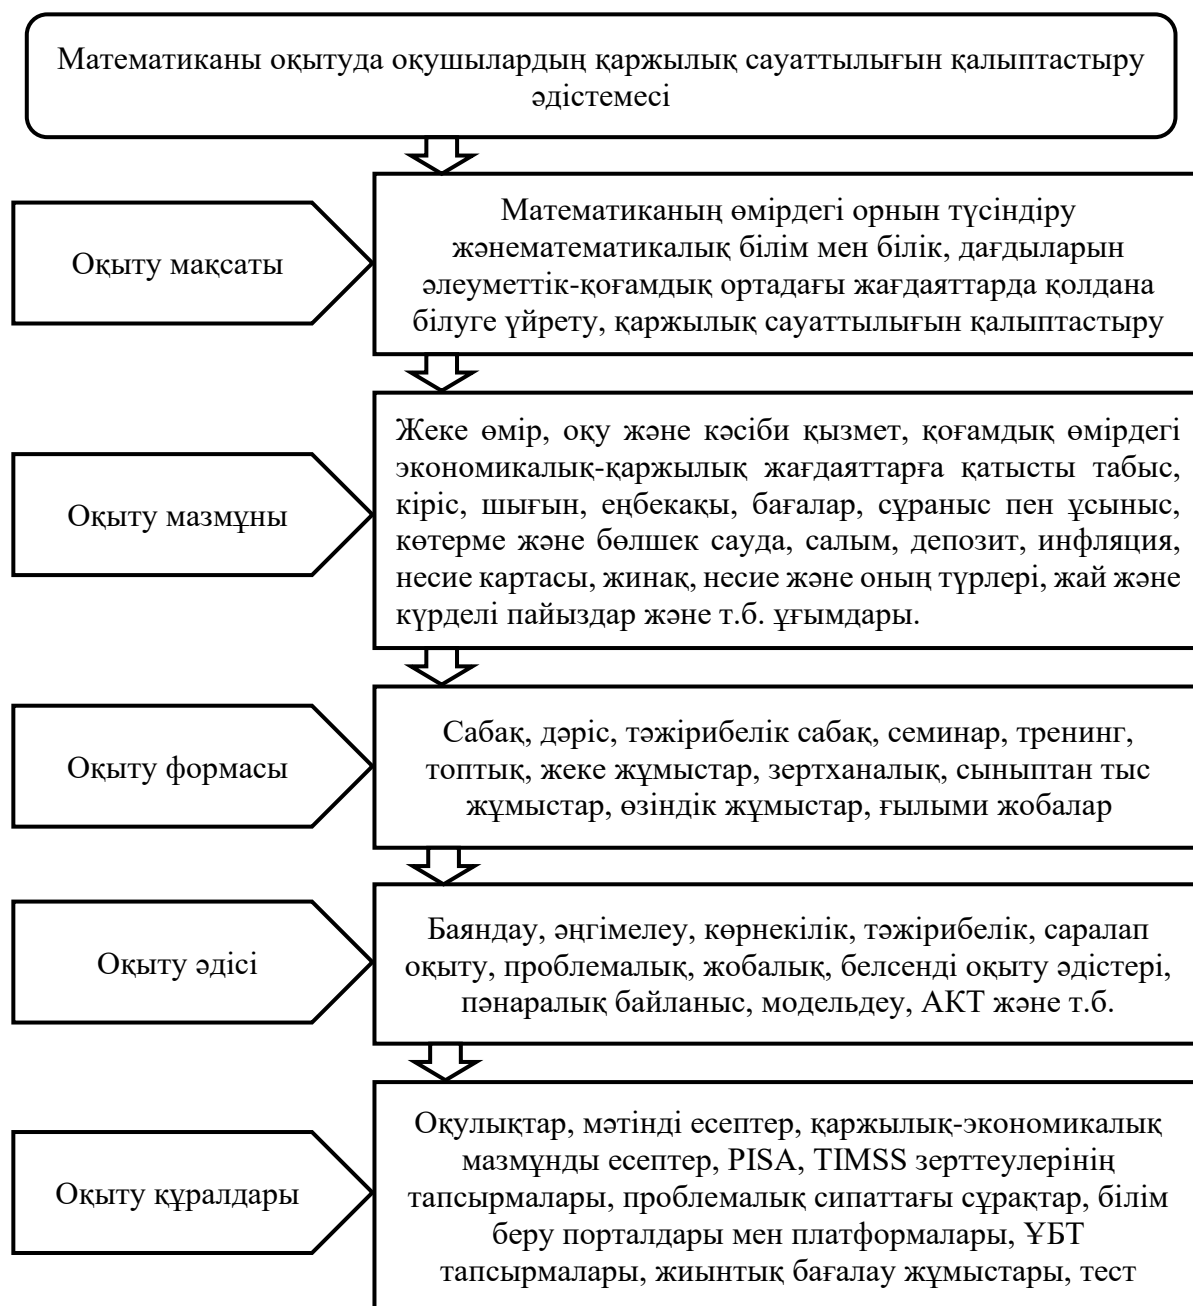 Математиканы оқытуда оқушылардың қаржылық сауаттылығын қалыптастыру
әдістемесі
Оқыту мақсаты
Математиканың өмірдегі орнын түсіндіру
жәнематематикалық білім мен білік, дағдыларын
әлеуметтік-қоғамдық ортадағы жағдаяттарда қолдана
білуге үйрету, қаржылық сауаттылығын қалыптастыру
Оқыту мазмұны
Жеке өмір, оқу және кәсіби қызмет, қоғамдық өмірдегі
экономикалық-қаржылық жағдаяттарға қатысты табыс,
кіріс, шығын, еңбекақы, бағалар, сұраныс пен ұсыныс,
көтерме және бөлшек сауда, салым, депозит, инфляция,
несие картасы, жинақ, несие және оның түрлері, жай және
күрделі пайыздар және т.б. ұғымдары.
Оқыту формасы
Сабақ, дәріс, тәжірибелік сабақ, семинар, тренинг,
топтық, жеке жұмыстар, зертханалық, сыныптан тыс
жұмыстар, өзіндік жұмыстар, ғылыми жобалар
Оқыту әдісі
Баяндау, әңгімелеу, көрнекілік, тәжірибелік, саралап
оқыту, проблемалық, жобалық, белсенді оқыту әдістері,
пәнаралық байланыс, модельдеу, АКТ және т.б.
Оқыту құралдары
Оқулықтар, мәтінді есептер, қаржылық-экономикалық
мазмұнды есептер, PISA, TIMSS зерттеулерінің
тапсырмалары, проблемалық сипаттағы сұрақтар, білім
беру порталдары мен платформалары, ҰБТ
тапсырмалары, жиынтық бағалау жұмыстары, тест